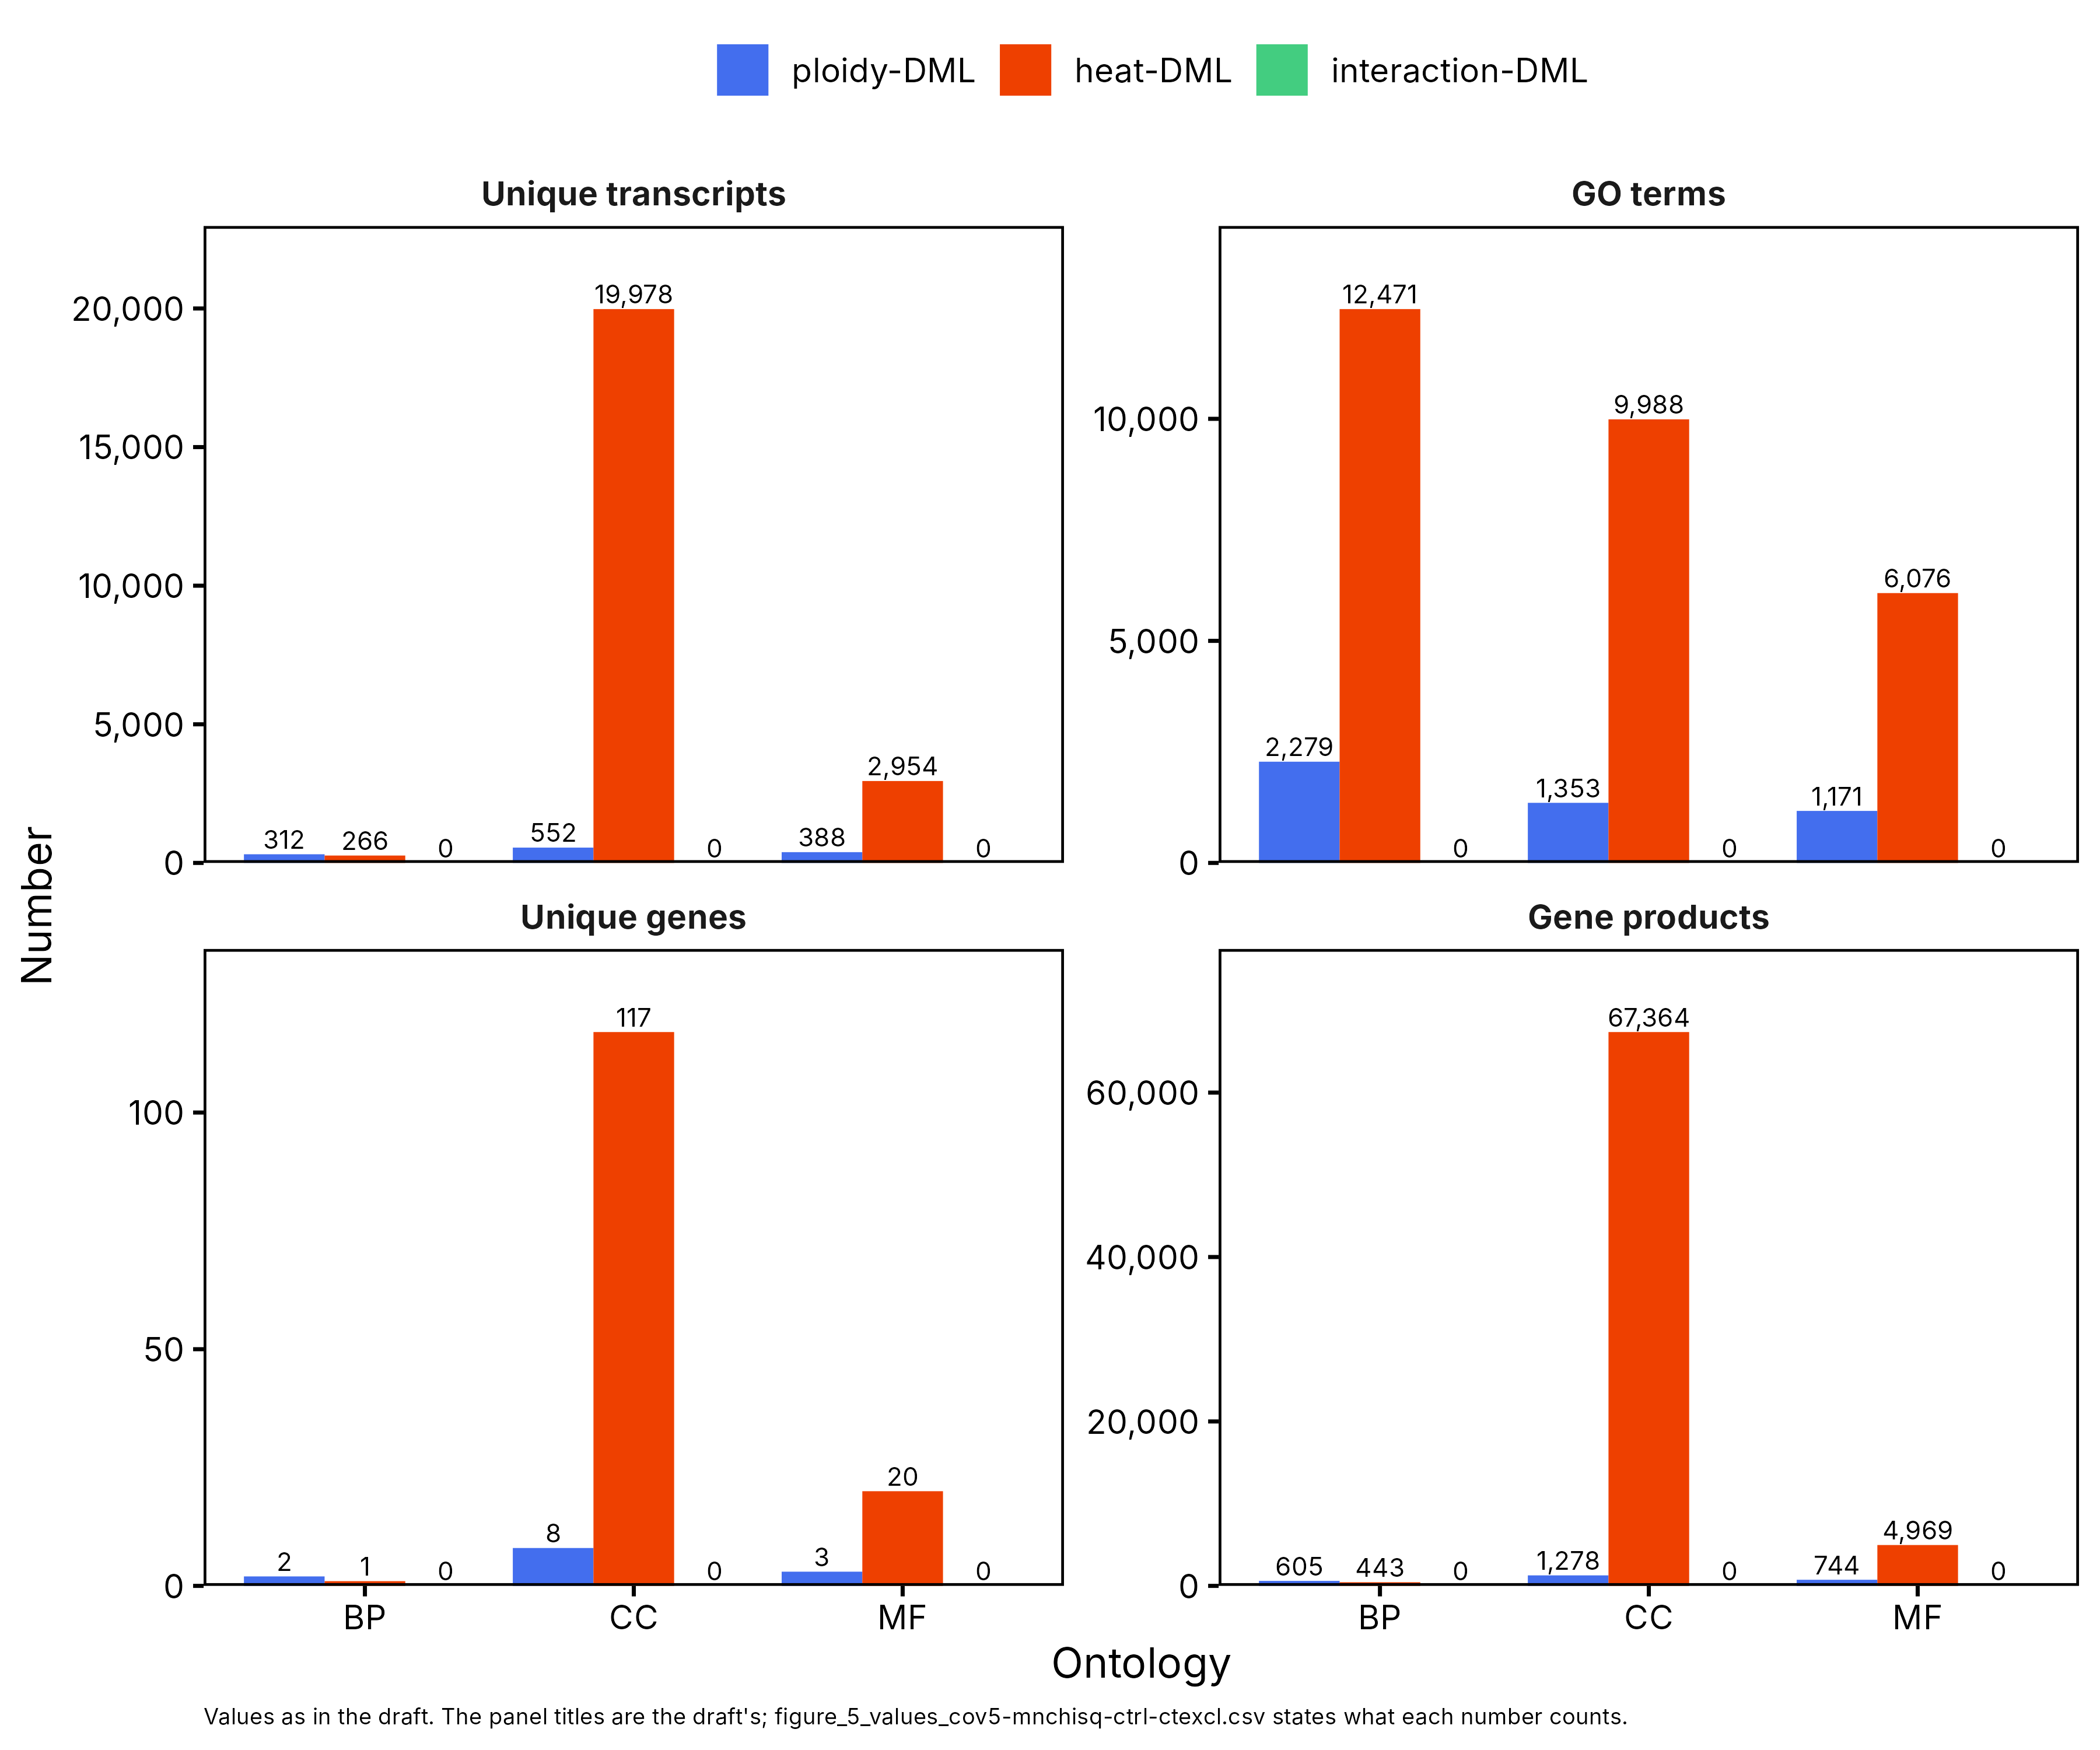 ploidy-DML heat-DML interaction-DML
Unique transcripts
20,000
15,000
10,000
5,000
0
312 266 0 552 19,978 0 388 2,954 0
GO terms
10,000
5,000
0
2,279 12,471 0 1,353 9,988 0 1,171 6,076 0
Number
Unique genes
100
50
0
2 1 0 8 117 0 3 20 0
BP CC MF
Gene products
60,000
40,000
20,000
0
605 443 0 1,278 67,364 0 744 4,969 0
BP CC MF
Ontology
Values as in the draft. The panel titles are the draft's; figure_5_values_cov5-mnchisq-ctrl-ctexcl.csv states what each number counts.